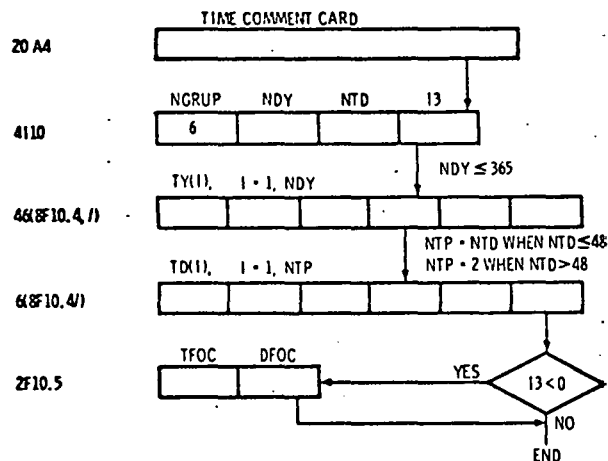 TIME COMMENT CARD
20 A4
NGRUP NDY NTD I3
4I10 6
NDY ≤ 365
TY(I), I = 1, NDY
46(8F10.4,/)
NTP = NTD WHEN NTD ≤ 48
NTP = 2 WHEN NTD > 48
TD(I), I = 1, NTP
6(8F10.4/)
TFOC DFOC
2F10.5
YES
I3 < 0
NO
END